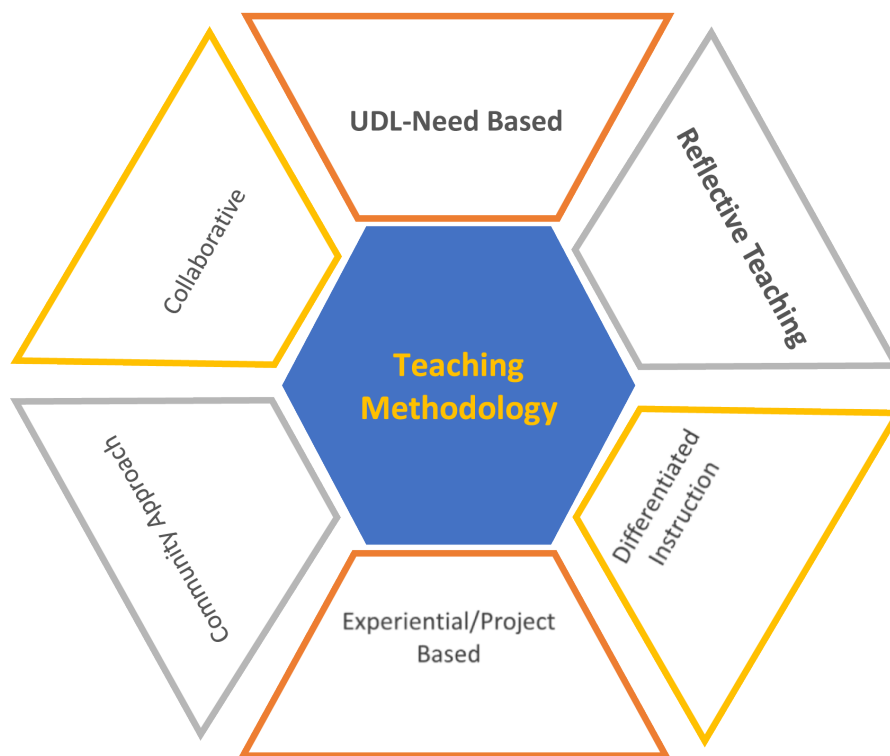 UDL-Need Based
Reflective Teaching
Collaborative
Teaching
Methodology
Differentiated
Instruction
Community Approach
Experiential/Project
Based